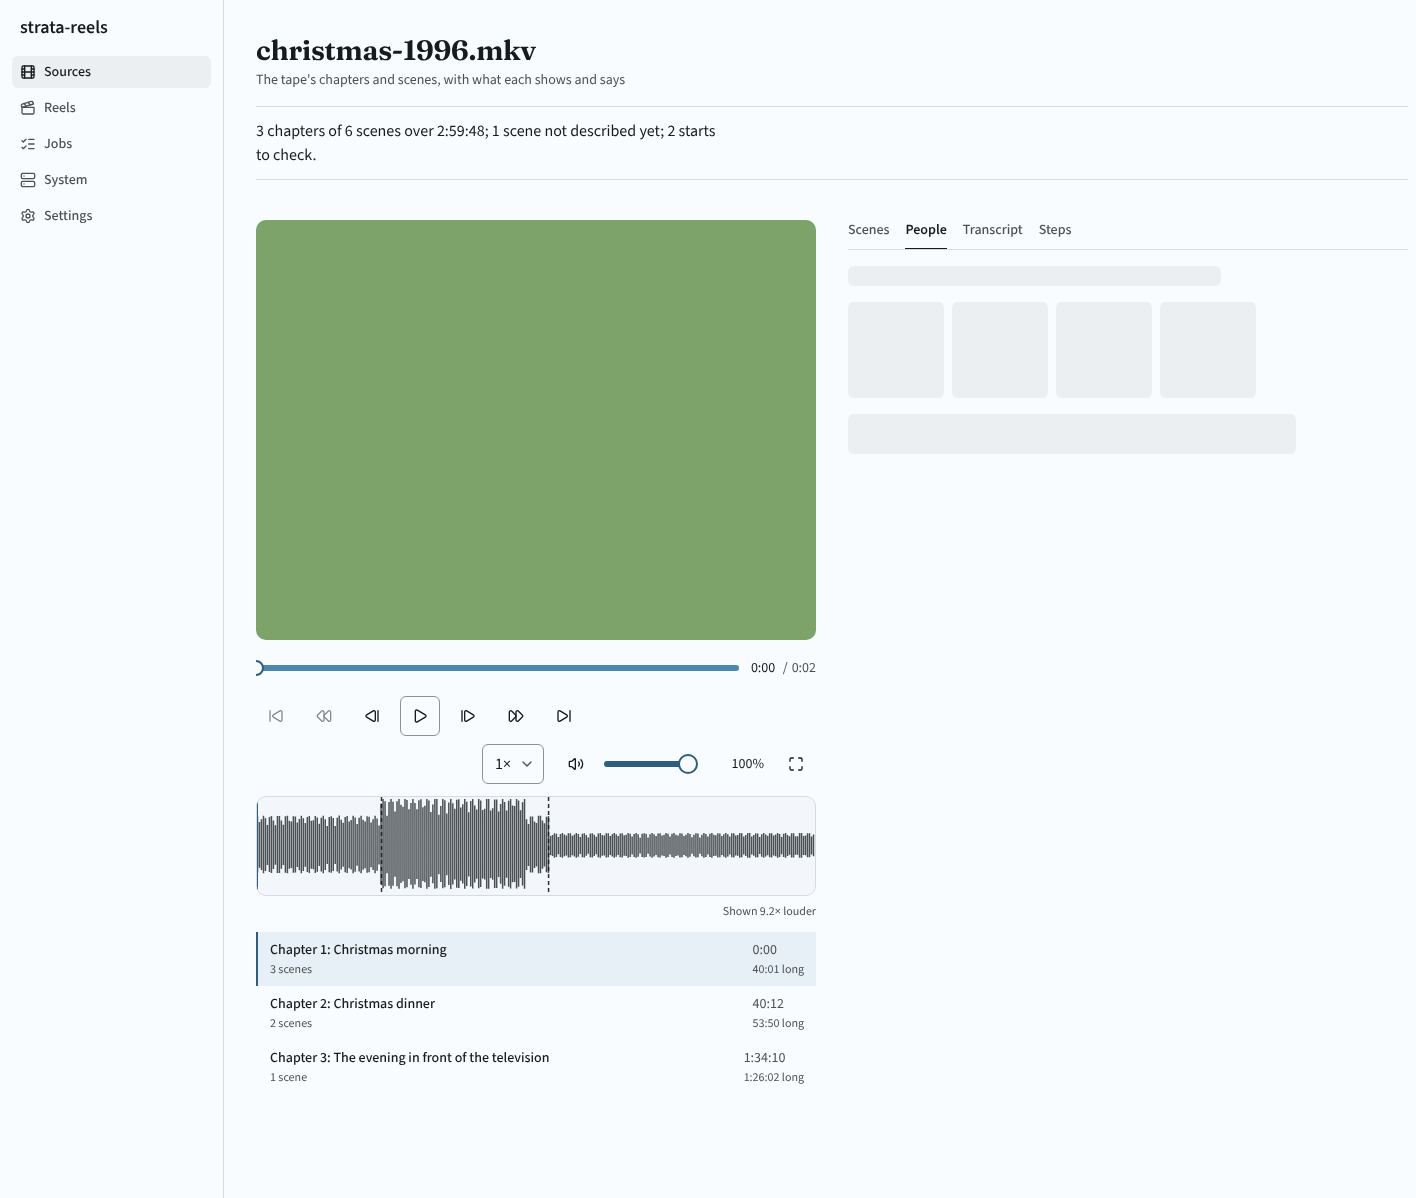 strata-reels
Sources
Reels
Jobs
System
Settings
christmas-1996.mkv
The tape's chapters and scenes, with what each shows and says
3 chapters of 6 scenes over 2:59:48; 1 scene not described yet; 2 starts
to check.
Scenes People Transcript Steps
0:00 / 0:02
1×
100%
Shown 9.2× louder
Chapter 1: Christmas morning 0:00
3 scenes 40:01 long
Chapter 2: Christmas dinner 40:12
2 scenes 53:50 long
Chapter 3: The evening in front of the television 1:34:10
1 scene 1:26:02 long